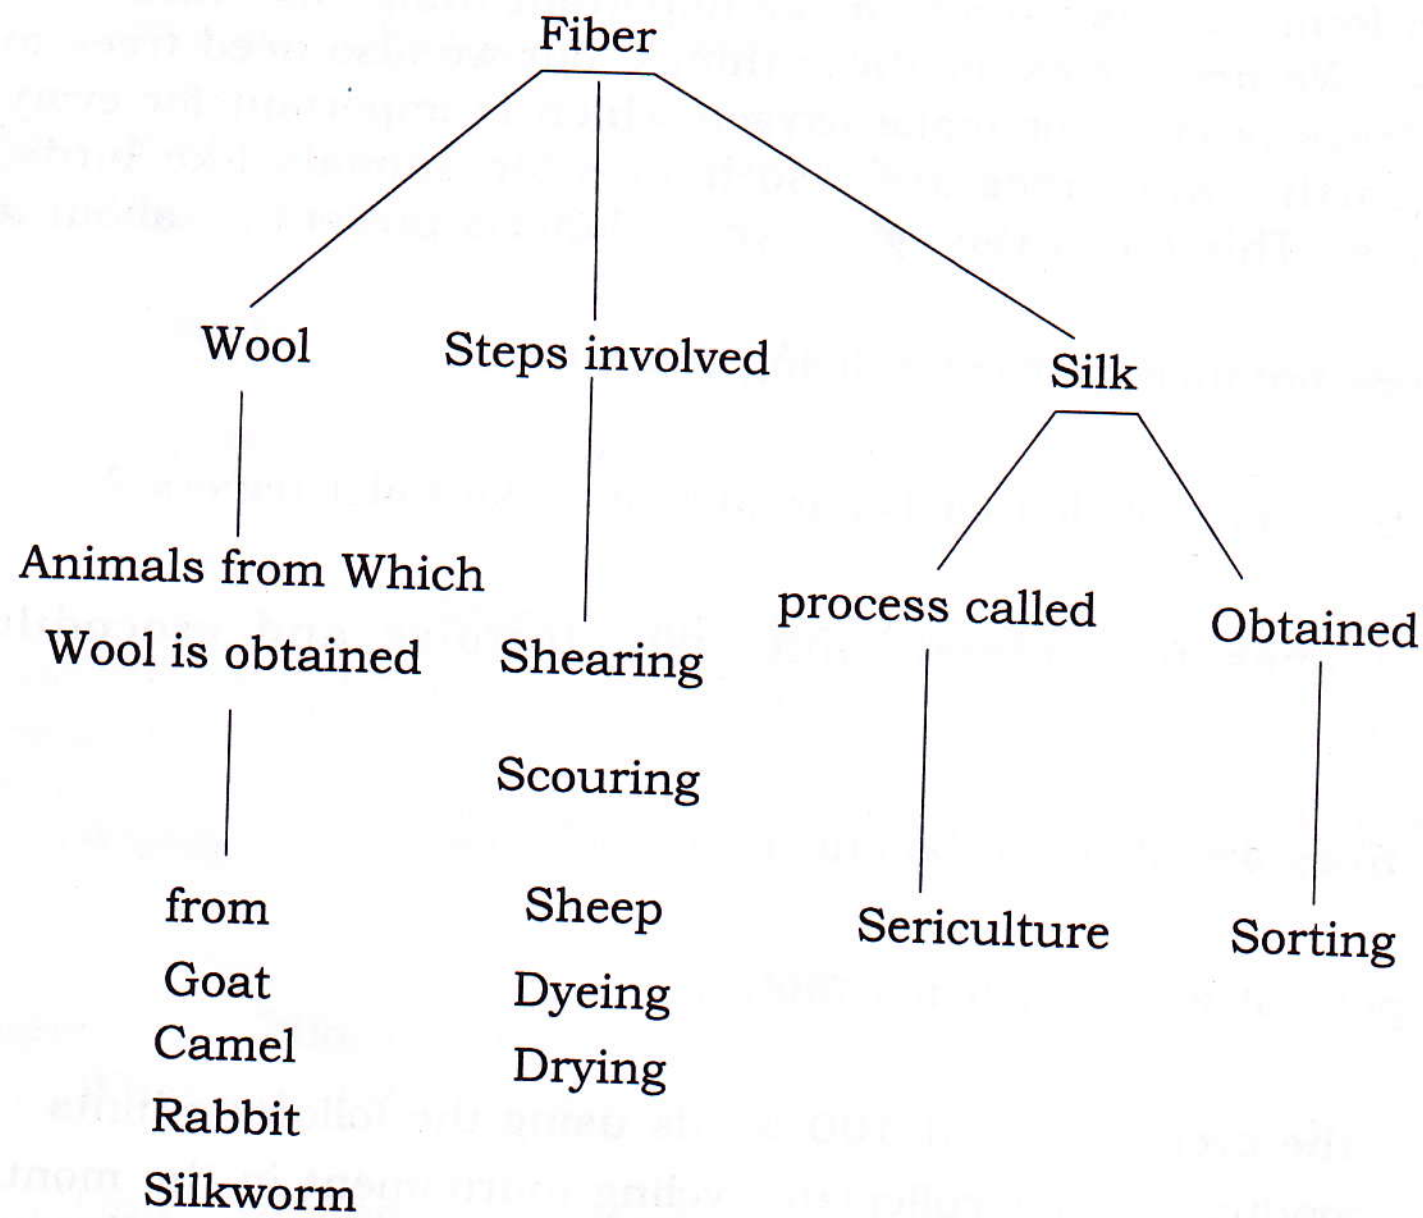 Fiber
Wool
Steps involved
Silk
Animals from Which
Wool is obtained
Shearing
Scouring
process called
Obtained
from
Goat
Camel
Rabbit
Silkworm
Sheep
Dyeing
Drying
Sericulture
Sorting